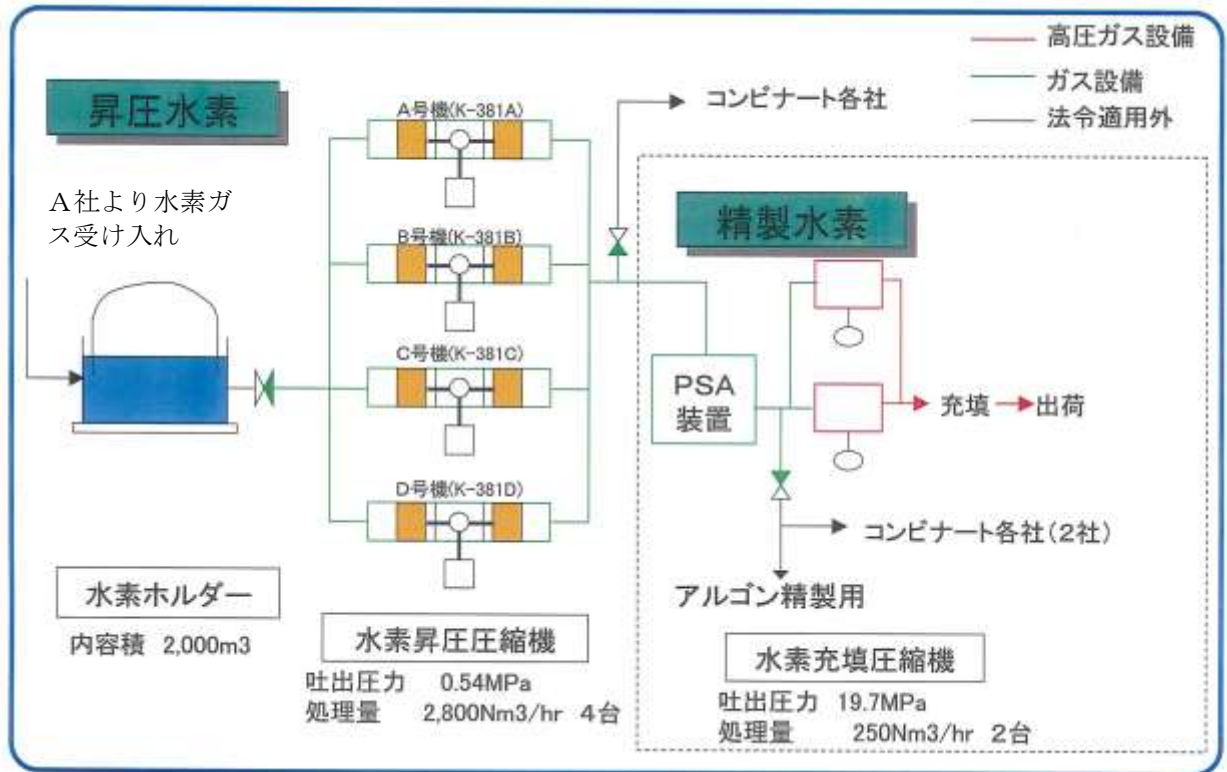 高圧ガス設備
ガス設備
法令適用外
昇圧水素
A号機(K-381A)
コンビナート各社
A社より水素ガ
ス受け入れ
精製水素
B号機(K-381B)
C号機(K-381C)
PSA
装置
充填
出荷
D号機(K-381D)
コンビナート各社(2社)
アルゴン精製用
水素ホルダー
内容積 2,000m3
水素昇圧圧縮機
吐出圧力 0.54MPa
処理量 2,800Nm3/hr 4台
水素充填圧縮機
吐出圧力 19.7MPa
処理量 250Nm3/hr 2台